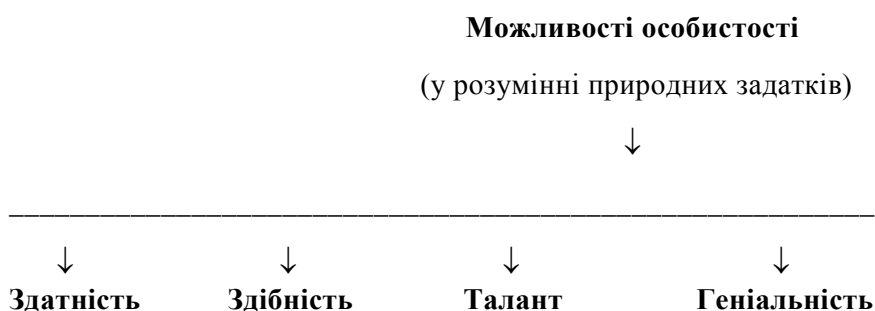 Можливості особистості
(у розумінні природних задатків)
↓
↓ ↓ ↓ ↓
Здатність Здібність Талант Геніальність